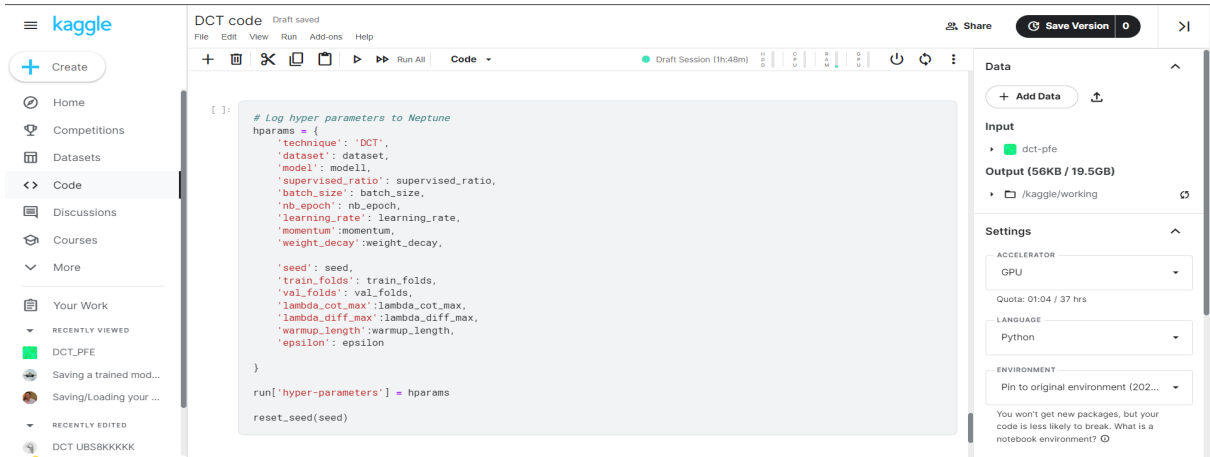 kaggle
Create
Home
Competitions
Datasets
Code
Discussions
Courses
More
Your Work
RECENTLY VIEWED
DCT_PFE
Saving a trained mod...
Saving/Loading your ...
RECENTLY EDITED
DCT UBS8KKKKK
DCT code Draft saved
File Edit View Run Add-ons Help
Share
Save Version 0
Run All Code
Draft Session (1h:48m) HDD CPU RAM GPU
[ ]:
# Log hyper parameters to Neptune
hparams = {
'technique': 'DCT',
'dataset': dataset,
'model': modell,
'supervised_ratio': supervised_ratio,
'batch_size': batch_size,
'nb_epoch': nb_epoch,
'learning_rate': learning_rate,
'momentum':momentum,
'weight_decay':weight_decay,
'seed': seed,
'train_folds': train_folds,
'val_folds': val_folds,
'lambda_cot_max':lambda_cot_max,
'lambda_diff_max':lambda_diff_max,
'warmup_length':warmup_length,
'epsilon': epsilon
}
run['hyper-parameters'] = hparams
reset_seed(seed)
Data
+ Add Data
Input
dct-pfe
Output (56KB / 19.5GB)
/kaggle/working
Settings
ACCELERATOR
GPU
Quota: 01:04 / 37 hrs
LANGUAGE
Python
ENVIRONMENT
Pin to original environment (202...
You won't get new packages, but your
code is less likely to break. What is a
notebook environment?